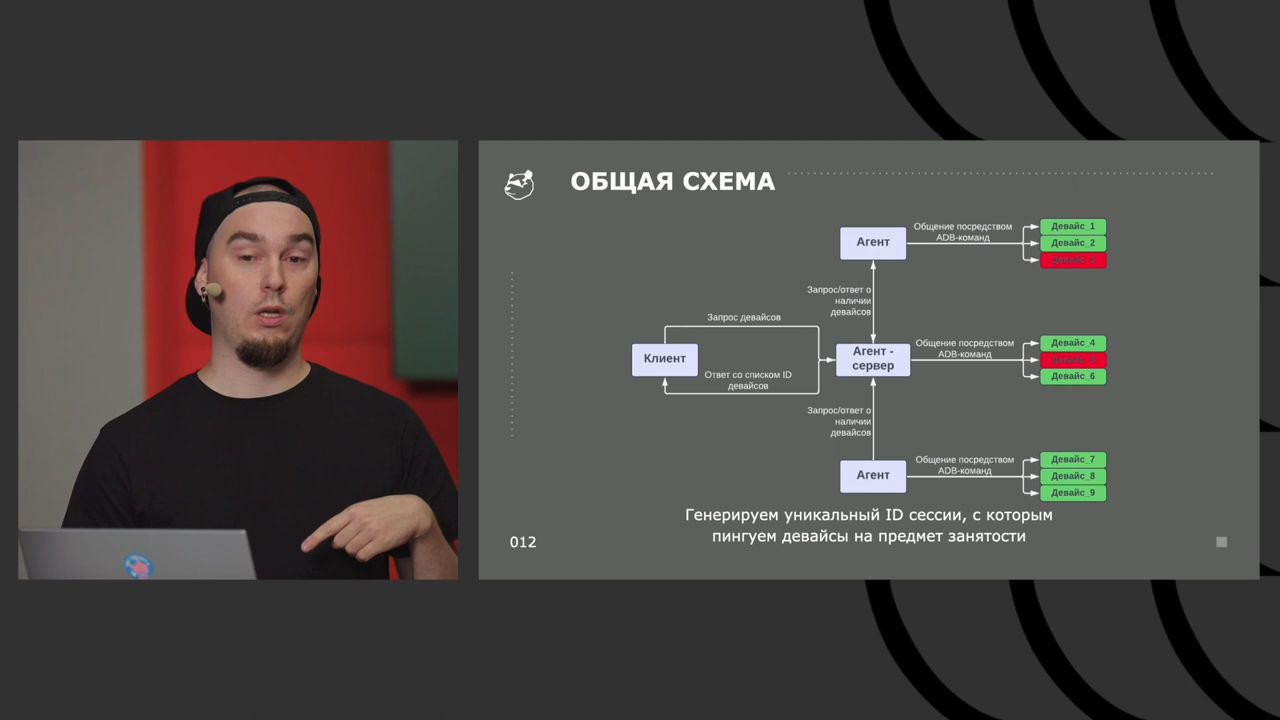 ОБЩАЯ СХЕМА
Агент
Общение посредством
ADB-команд
Девайс_1
Девайс_2
Запрос/ответ о
наличии
девайсов
Запрос девайсов
Клиент
Ответ со списком ID
девайсов
Агент -
сервер
Общение посредством
ADB-команд
Девайс_4
Девайс_6
Запрос/ответ о
наличии
девайсов
Агент
Общение посредством
ADB-команд
Девайс_7
Девайс_8
Девайс_9
Генерируем уникальный ID сессии, с которым
пингуем девайсы на предмет занятости
012